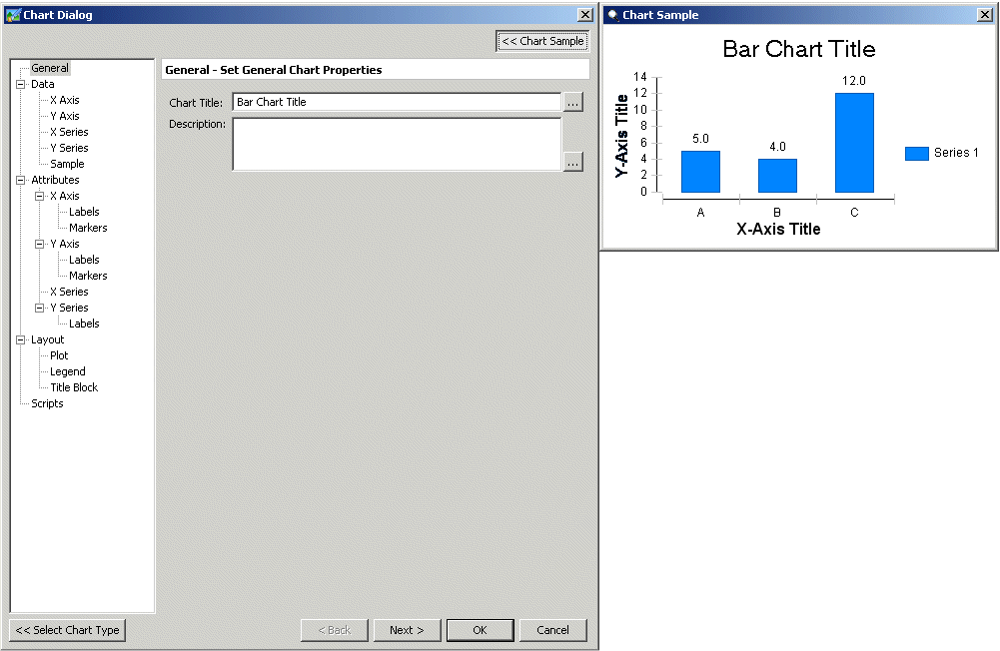 Chart Dialog
<< Chart Sample
General
Data
X Axis
Y Axis
X Series
Y Series
Sample
Attributes
X Axis
Labels
Markers
Y Axis
Labels
Markers
X Series
Y Series
Labels
Layout
Plot
Legend
Title Block
Scripts
General - Set General Chart Properties
Chart Title: Bar Chart Title ...
Description: ...
<< Select Chart Type < Back Next > OK Cancel
Chart Sample
Bar Chart Title
Y-Axis Title
14
12
10
8
6
4
2
0
5.0 4.0 12.0
A B C
X-Axis Title
Series 1